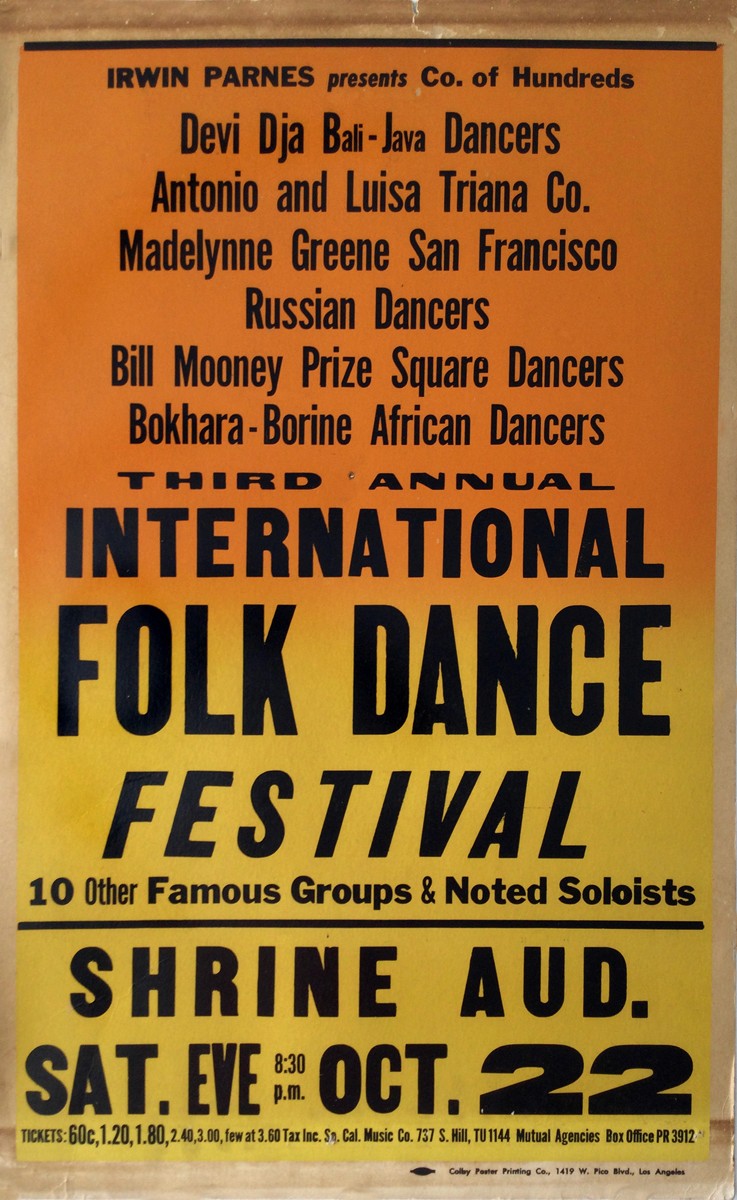 IRWIN PARNES presents Co. of Hundreds
Devi Dja Bali-Java Dancers
Antonio and Luisa Triana Co.
Madelynne Greene San Francisco
Russian Dancers
Bill Mooney Prize Square Dancers
Bokhara-Borine African Dancers
THIRD ANNUAL
INTERNATIONAL
FOLK DANCE
FESTIVAL
10 Other Famous Groups & Noted Soloists
SHRINE AUD.
SAT. EVE 8:30 p.m. OCT. 22
TICKETS: 60c, 1.20, 1.80, 2.40, 3.00, few at 3.60 Tax Inc. So. Cal. Music Co. 737 S. Hill, TU 1144 Mutual Agencies Box Office PR 3912
Colby Poster Printing Co., 1419 W. Pico Blvd., Los Angeles